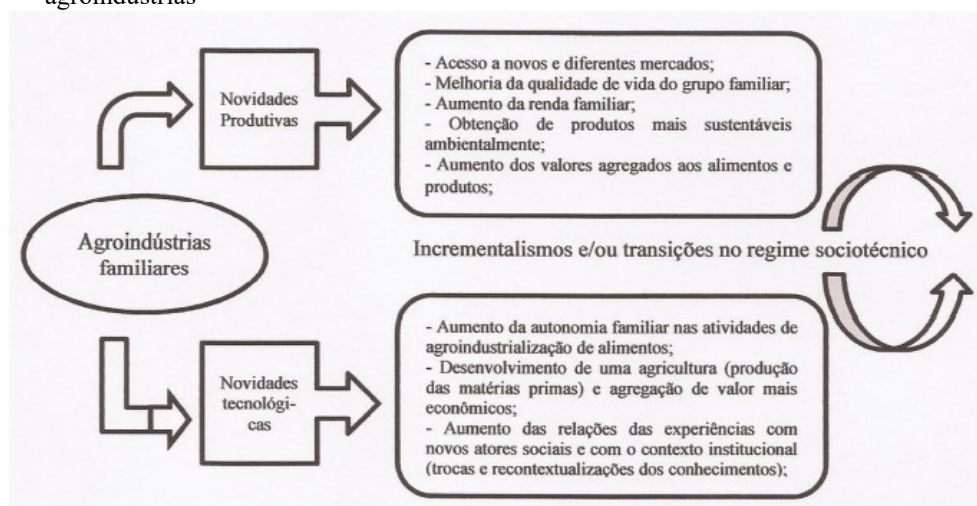 agroindústrias
Novidades
Produtivas
- Acesso a novos e diferentes mercados;
- Melhoria da qualidade de vida do grupo familiar;
- Aumento da renda familiar;
- Obtenção de produtos mais sustentáveis
ambientalmente;
- Aumento dos valores agregados aos alimentos e
produtos;
Agroindústrias
familiares
Incrementalismos e/ou transições no regime sociotécnico
Novidades
tecnológi-
cas
- Aumento da autonomia familiar nas atividades de
agroindustrialização de alimentos;
- Desenvolvimento de uma agricultura (produção
das matérias primas) e agregação de valor mais
econômicos;
- Aumento das relações das experiências com
novos atores sociais e com o contexto institucional
(trocas e recontextualizações dos conhecimentos);